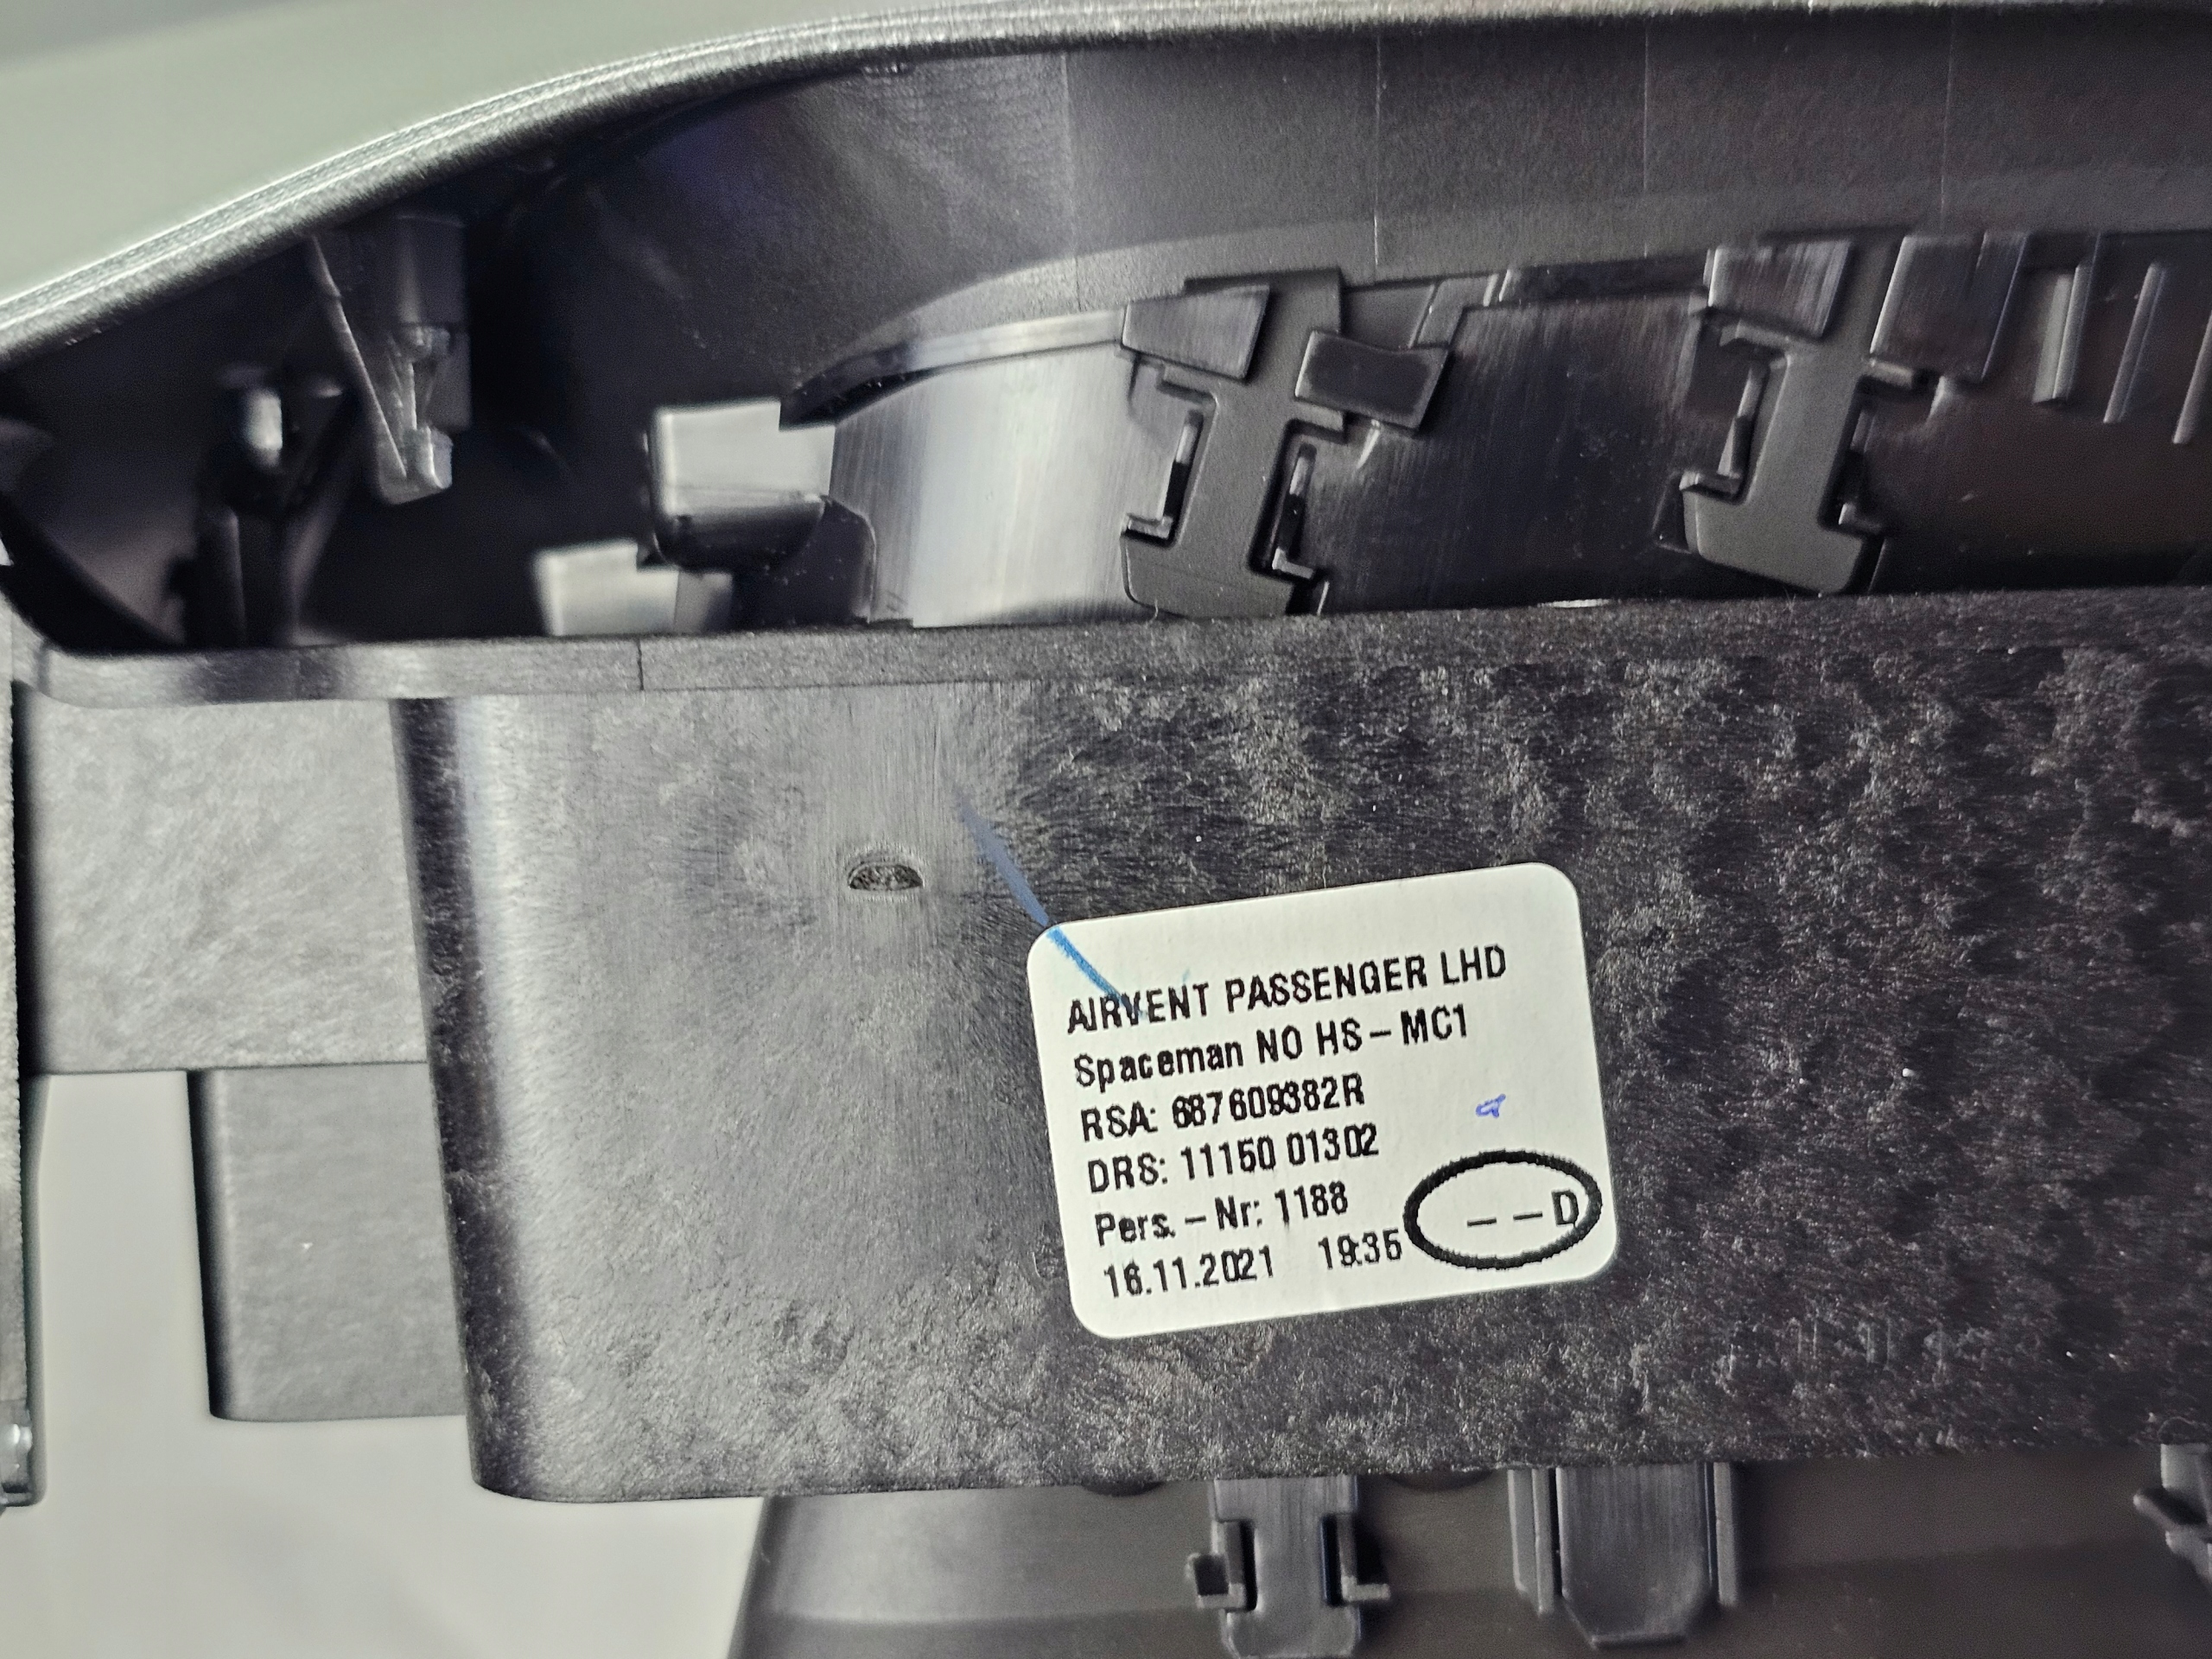 AIRVENT PASSENGER LHD
Spaceman NO HS – MC1
RSA: 687609382R
DRS: 11150 01302
Pers. – Nr: 1188
16.11.2021 19:35 – – D